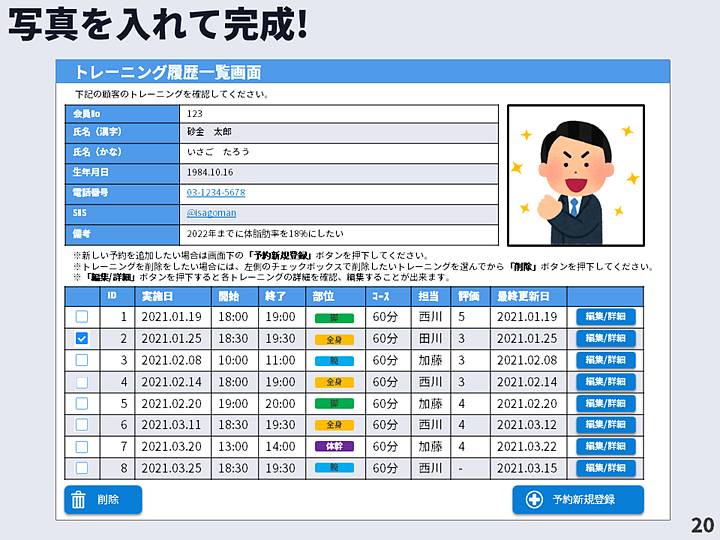 写真を入れて完成!
トレーニング履歴一覧画面
下記の顧客のトレーニングを確認してください。
会員No 123
氏名（漢字） 砂金　太郎
氏名（かな） いさご　たろう
生年月日 1984.10.16
電話番号 03-1234-5678
SNS @isagoman
備考 2022年までに体脂肪率を18%にしたい
※新しい予約を追加したい場合は画面下の「予約新規登録」ボタンを押下してください。
※トレーニングを削除をしたい場合には、左側のチェックボックスで削除したいトレーニングを選んでから「削除」ボタンを押下してください。
※「編集/詳細」ボタンを押下すると各トレーニングの詳細を確認、編集することが出来ます。
ID 実施日 開始 終了 部位 ｺｰｽ 担当 評価 最終更新日
1 2021.01.19 18:00 19:00 脚 60分 西川 5 2021.01.19 編集/詳細
2 2021.01.25 18:30 19:30 全身 60分 田川 3 2021.01.25 編集/詳細
3 2021.02.08 10:00 11:00 60分 加藤 3 2021.02.08 編集/詳細
4 2021.02.14 18:00 19:00 全身 60分 西川 3 2021.02.14 編集/詳細
5 2021.02.20 19:00 20:00 脚 60分 加藤 4 2021.02.20 編集/詳細
6 2021.03.11 18:30 19:30 全身 60分 西川 4 2021.03.12 編集/詳細
7 2021.03.20 13:00 14:00 体幹 60分 加藤 4 2021.03.22 編集/詳細
8 2021.03.25 18:30 19:30 60分 西川 - 2021.03.15 編集/詳細
削除 予約新規登録
20